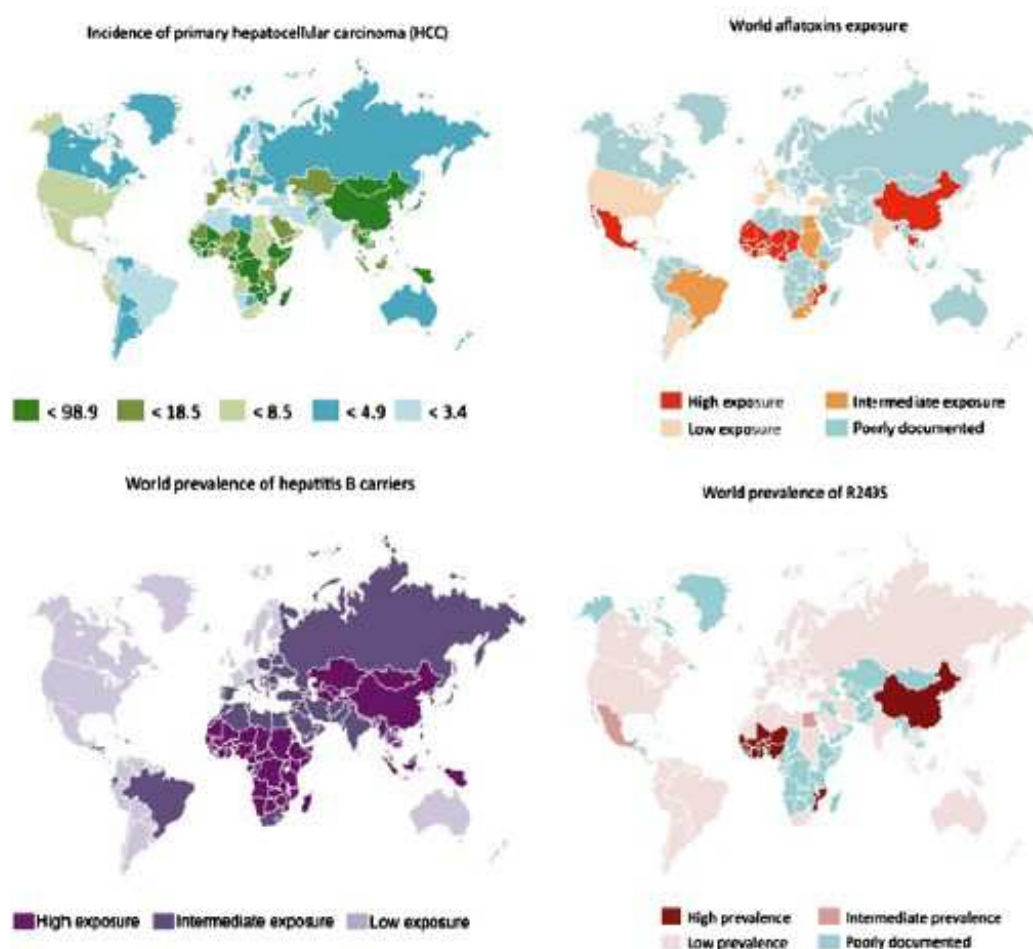 Incidence of primary hepatocellular carcinoma (HCC)
World aflatoxins exposure
< 98.9
< 18.5
< 8.5
< 4.9
< 3.4
High exposure
Intermediate exposure
Low exposure
Poorly documented
World prevalence of hepatitis B carriers
World prevalence of R249S
High exposure
Intermediate exposure
Low exposure
High prevalence
Intermediate prevalence
Low prevalence
Poorly documented